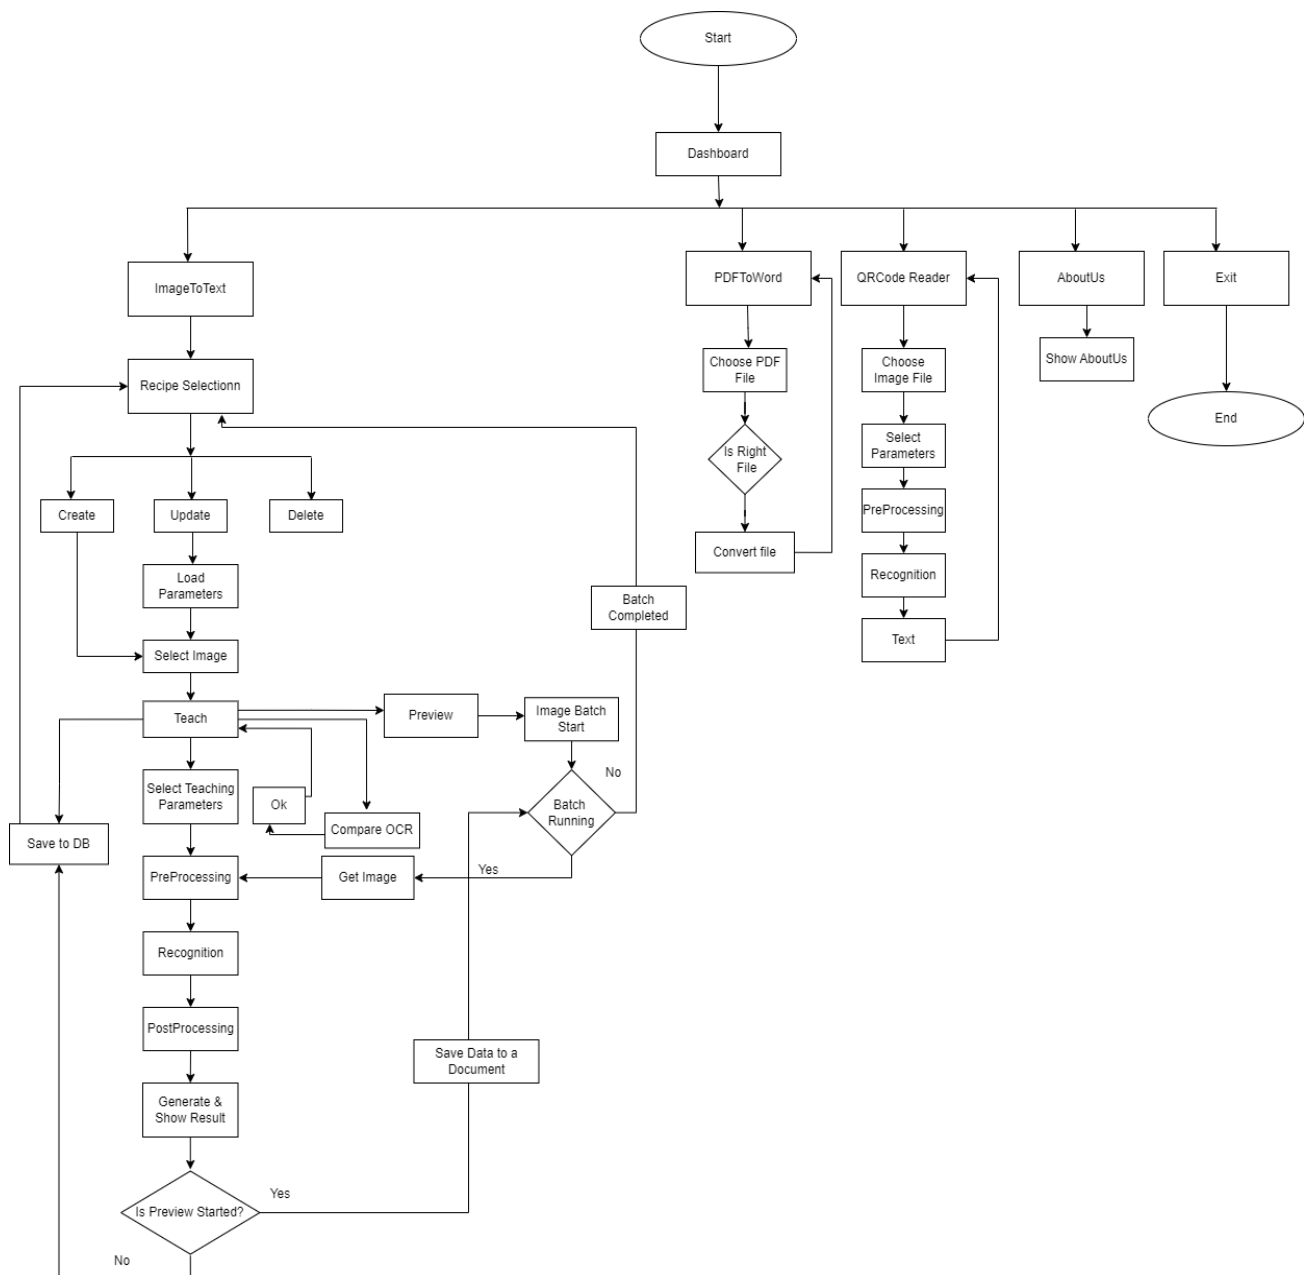 Start
Dashboard
ImageToText
PDFToWord
QRCode Reader
AboutUs
Exit
Recipe Selectionn
Choose PDF
File
Choose
Image File
Show AboutUs
End
Is Right
File
Select
Parameters
Create
Update
Delete
PreProcessing
Convert file
Load
Parameters
Recognition
Batch
Completed
Text
Select Image
Teach
Preview
Image Batch
Start
No
Select Teaching
Parameters
Ok
Batch
Running
Compare OCR
Save to DB
PreProcessing
Get Image
Yes
Recognition
PostProcessing
Save Data to a
Document
Generate &
Show Result
Yes
Is Preview Started?
No